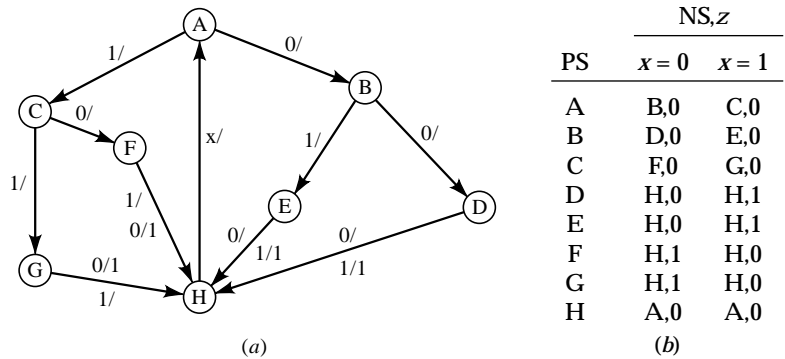 A
1/
0/
B
C
0/
F
1/
x/
1/
0/
1/
0/1
E
D
G
0/1
1/
H
0/
1/1
0/
1/1
(a)
NS,z
PS x = 0 x = 1
A B,0 C,0
B D,0 E,0
C F,0 G,0
D H,0 H,1
E H,0 H,1
F H,1 H,0
G H,1 H,0
H A,0 A,0
(b)